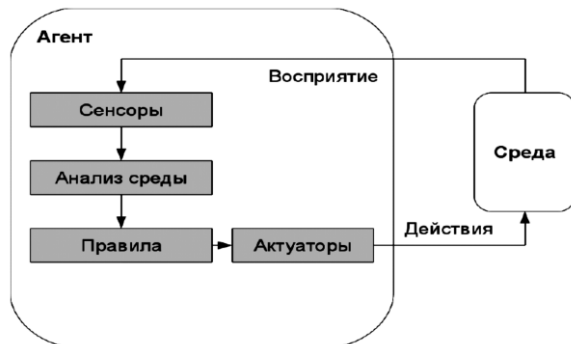 Агент
Восприятие
Сенсоры
Среда
Анализ среды
Действия
Правила
Актуаторы